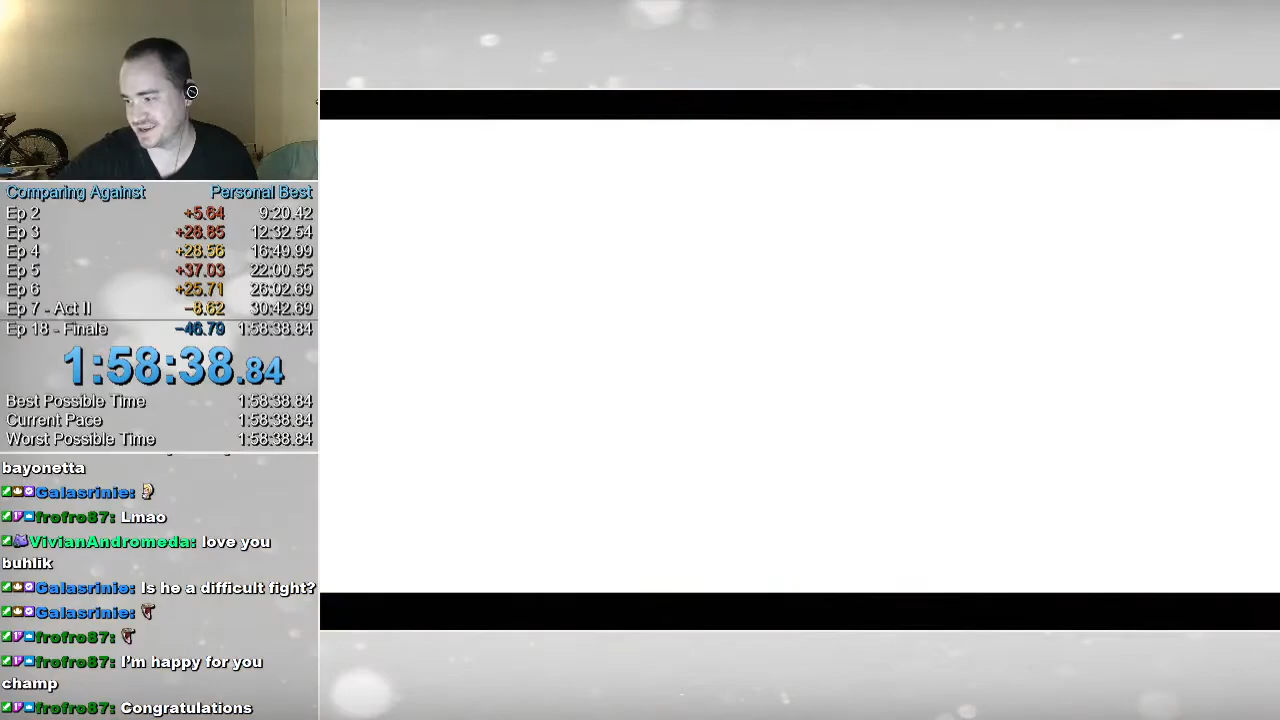 Comparing Against Personal Best
Ep 2 +5.64 9:20.42
Ep 3 +28.85 12:32.54
Ep 4 +28.56 16:49.99
Ep 5 +37.03 22:00.55
Ep 6 +25.71 26:02.69
Ep 7 - Act II −8.62 30:42.69
Ep 18 - Finale −46.79 1:58:38.84
1:58:38.84
Best Possible Time 1:58:38.84
Current Pace 1:58:38.84
Worst Possible Time 1:58:38.84
bayonetta
Galasrinie:
frofro87: Lmao
VivianAndromeda: love you
buhlik
Galasrinie: Is he a difficult fight?
Galasrinie:
frofro87:
frofro87: I'm happy for you
champ
frofro87: Congratulations